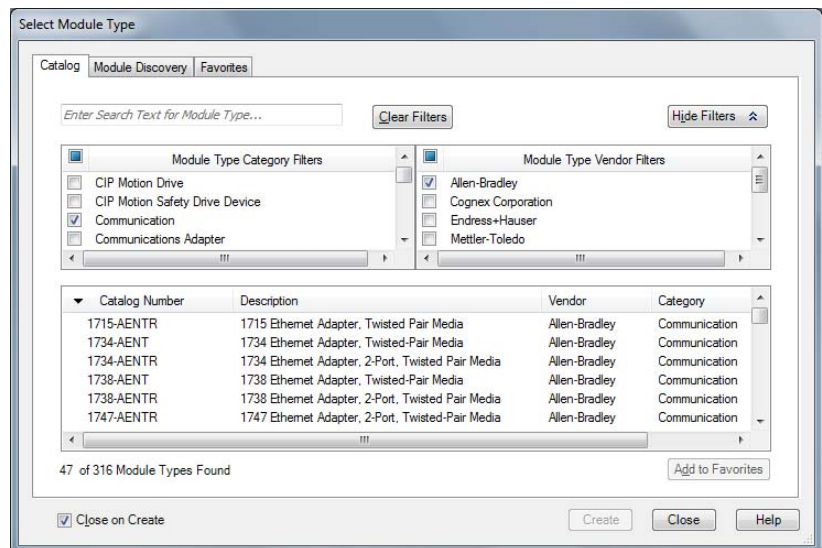 Select Module Type
Catalog Module Discovery Favorites
Enter Search Text for Module Type...
Clear Filters
Hide Filters
Module Type Category Filters
CIP Motion Drive
CIP Motion Safety Drive Device
Communication
Communications Adapter
Module Type Vendor Filters
Allen-Bradley
Cognex Corporation
Endress+Hauser
Mettler-Toledo
Catalog Number Description Vendor Category
1715-AENTR 1715 Ethernet Adapter, Twisted Pair Media Allen-Bradley Communication
1734-AENT 1734 Ethernet Adapter, Twisted-Pair Media Allen-Bradley Communication
1734-AENTR 1734 Ethernet Adapter, 2-Port, Twisted-Pair Media Allen-Bradley Communication
1738-AENT 1738 Ethernet Adapter, Twisted-Pair Media Allen-Bradley Communication
1738-AENTR 1738 Ethernet Adapter, 2-Port, Twisted-Pair Media Allen-Bradley Communication
1747-AENTR 1747 Ethernet Adapter, 2-Port, Twisted-Pair Media Allen-Bradley Communication
47 of 316 Module Types Found
Add to Favorites
Close on Create
Create Close Help